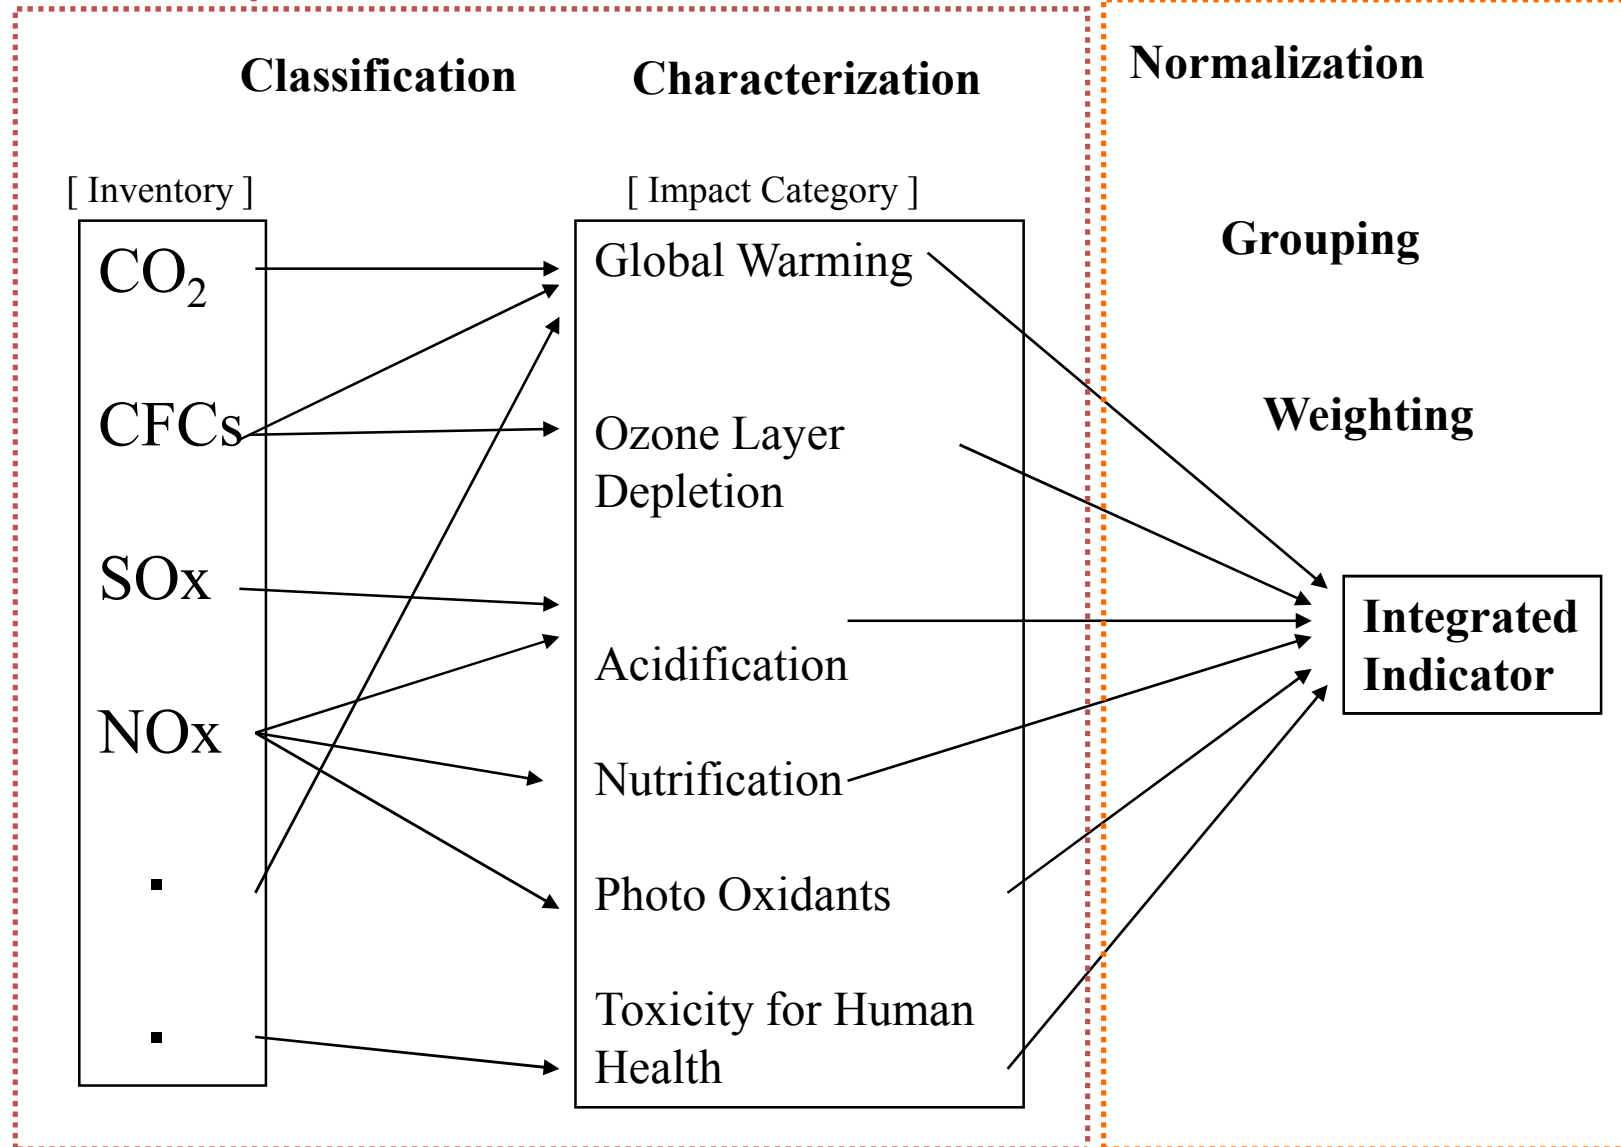 Classification
Characterization
Normalization
[ Inventory ]
[ Impact Category ]
CO₂
CFCs
SOx
NOx
▪
▪
Global Warming
Ozone Layer
Depletion
Acidification
Nutrification
Photo Oxidants
Toxicity for Human
Health
Grouping
Weighting
Integrated
Indicator